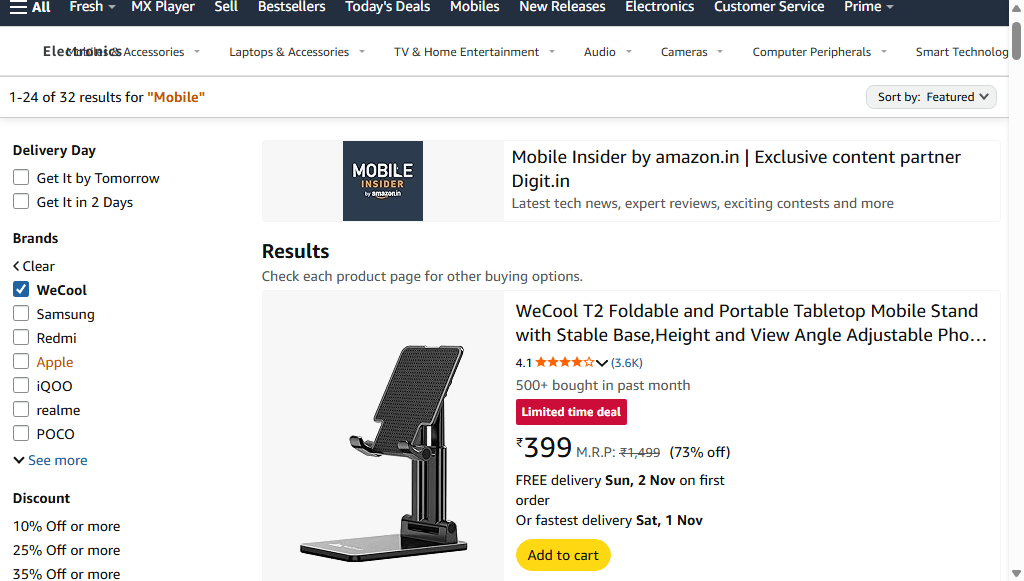 All Fresh MX Player Sell Bestsellers Today's Deals Mobiles New Releases Electronics Customer Service Prime
Electronics Mobiles & Accessories Laptops & Accessories TV & Home Entertainment Audio Cameras Computer Peripherals Smart Technolog
1-24 of 32 results for "Mobile"
Sort by: Featured
Delivery Day
Get It by Tomorrow
Get It in 2 Days
Brands
Clear
WeCool
Samsung
Redmi
Apple
iQOO
realme
POCO
See more
Discount
10% Off or more
25% Off or more
35% Off or more
MOBILE
INSIDER
by amazon.in
Mobile Insider by amazon.in | Exclusive content partner
Digit.in
Latest tech news, expert reviews, exciting contests and more
Results
Check each product page for other buying options.
WeCool T2 Foldable and Portable Tabletop Mobile Stand
with Stable Base,Height and View Angle Adjustable Pho…
4.1 (3.6K)
500+ bought in past month
Limited time deal
₹399 M.R.P: ₹1,499 (73% off)
FREE delivery Sun, 2 Nov on first
order
Or fastest delivery Sat, 1 Nov
Add to cart